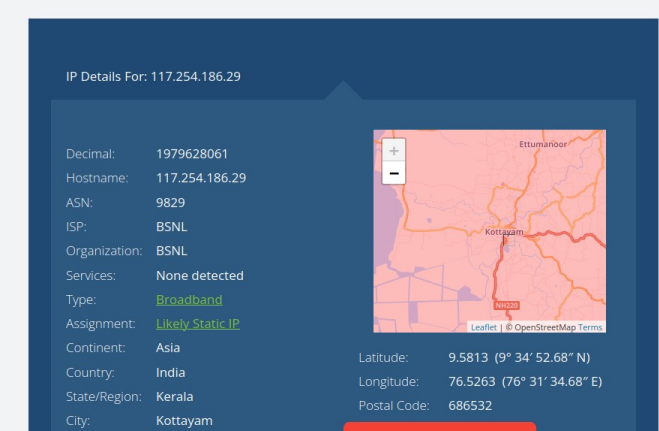 IP Details For: 117.254.186.29
Decimal: 1979628061
Hostname: 117.254.186.29
ASN: 9829
ISP: BSNL
Organization: BSNL
Services: None detected
Type: Broadband
Assignment: Likely Static IP
Continent: Asia
Country: India
State/Region: Kerala
City: Kottayam
+
−
Ettumanoor
Kottayam
NH220
Leaflet | © OpenStreetMap Terms
Latitude: 9.5813 (9° 34′ 52.68″ N)
Longitude: 76.5263 (76° 31′ 34.68″ E)
Postal Code: 686532